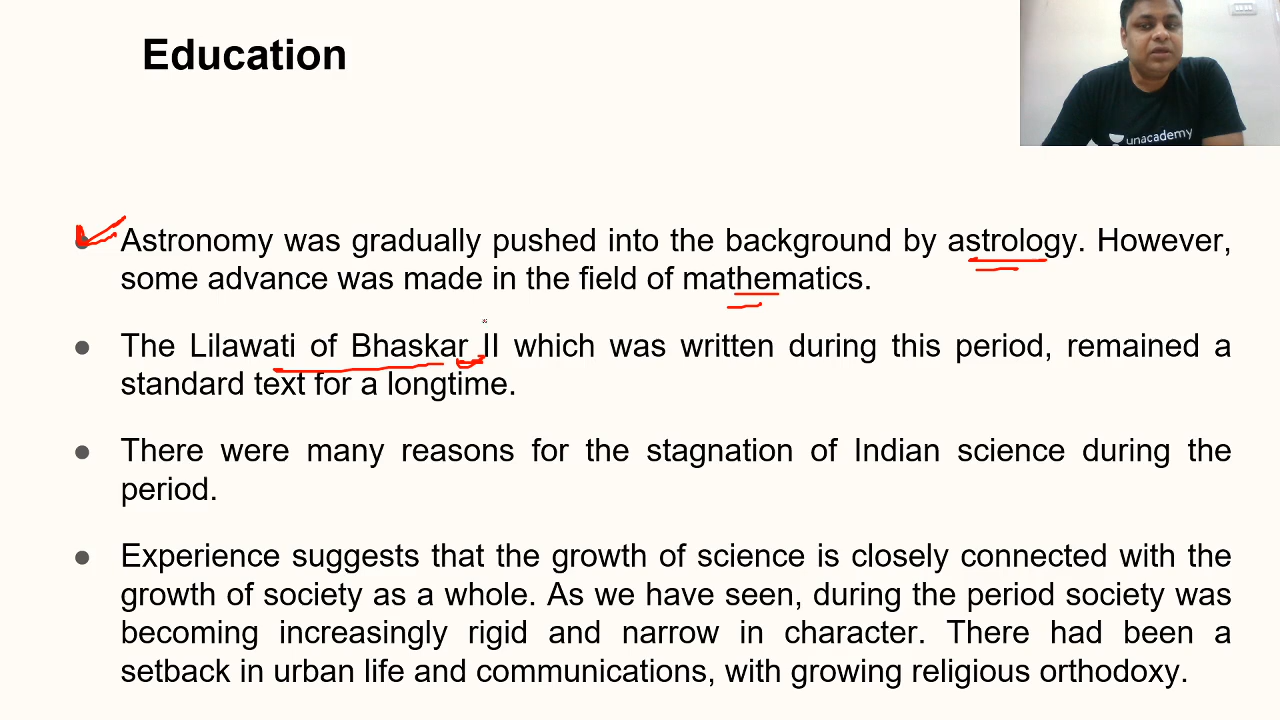 Education
unacademy
Astronomy was gradually pushed into the background by astrology. However,
some advance was made in the field of mathematics.
The Lilawati of Bhaskar II which was written during this period, remained a
standard text for a longtime.
There were many reasons for the stagnation of Indian science during the
period.
Experience suggests that the growth of science is closely connected with the
growth of society as a whole. As we have seen, during the period society was
becoming increasingly rigid and narrow in character. There had been a
setback in urban life and communications, with growing religious orthodoxy.